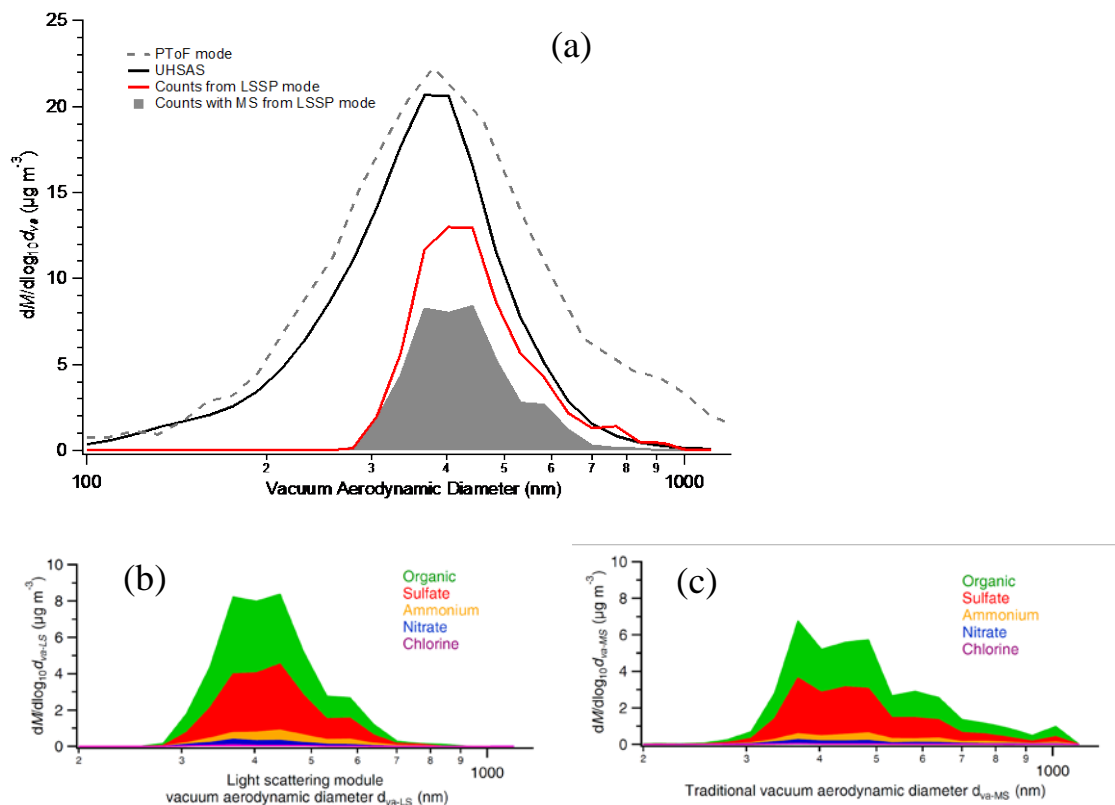 (a)
PToF mode
UHSAS
Counts from LSSP mode
Counts with MS from LSSP mode
25
20
15
10
5
0
dM/dlog10dva (µg m-3)
100
2
3
4
5
6
7
8
9
1000
Vacuum Aerodynamic Diameter (nm)
(b)
Organic
Sulfate
Ammonium
Nitrate
Chlorine
10
8
6
4
2
0
dM/dlog10dva-LS (µg m-3)
2
3
4
5
6
7
8
9
1000
Light scattering module
vacuum aerodynamic diameter dva-LS (nm)
(c)
Organic
Sulfate
Ammonium
Nitrate
Chlorine
10
8
6
4
2
0
dM/dlog10dva-MS (µg m-3)
2
3
4
5
6
7
8
9
1000
Traditional vacuum aerodynamic diameter dva-MS (nm)